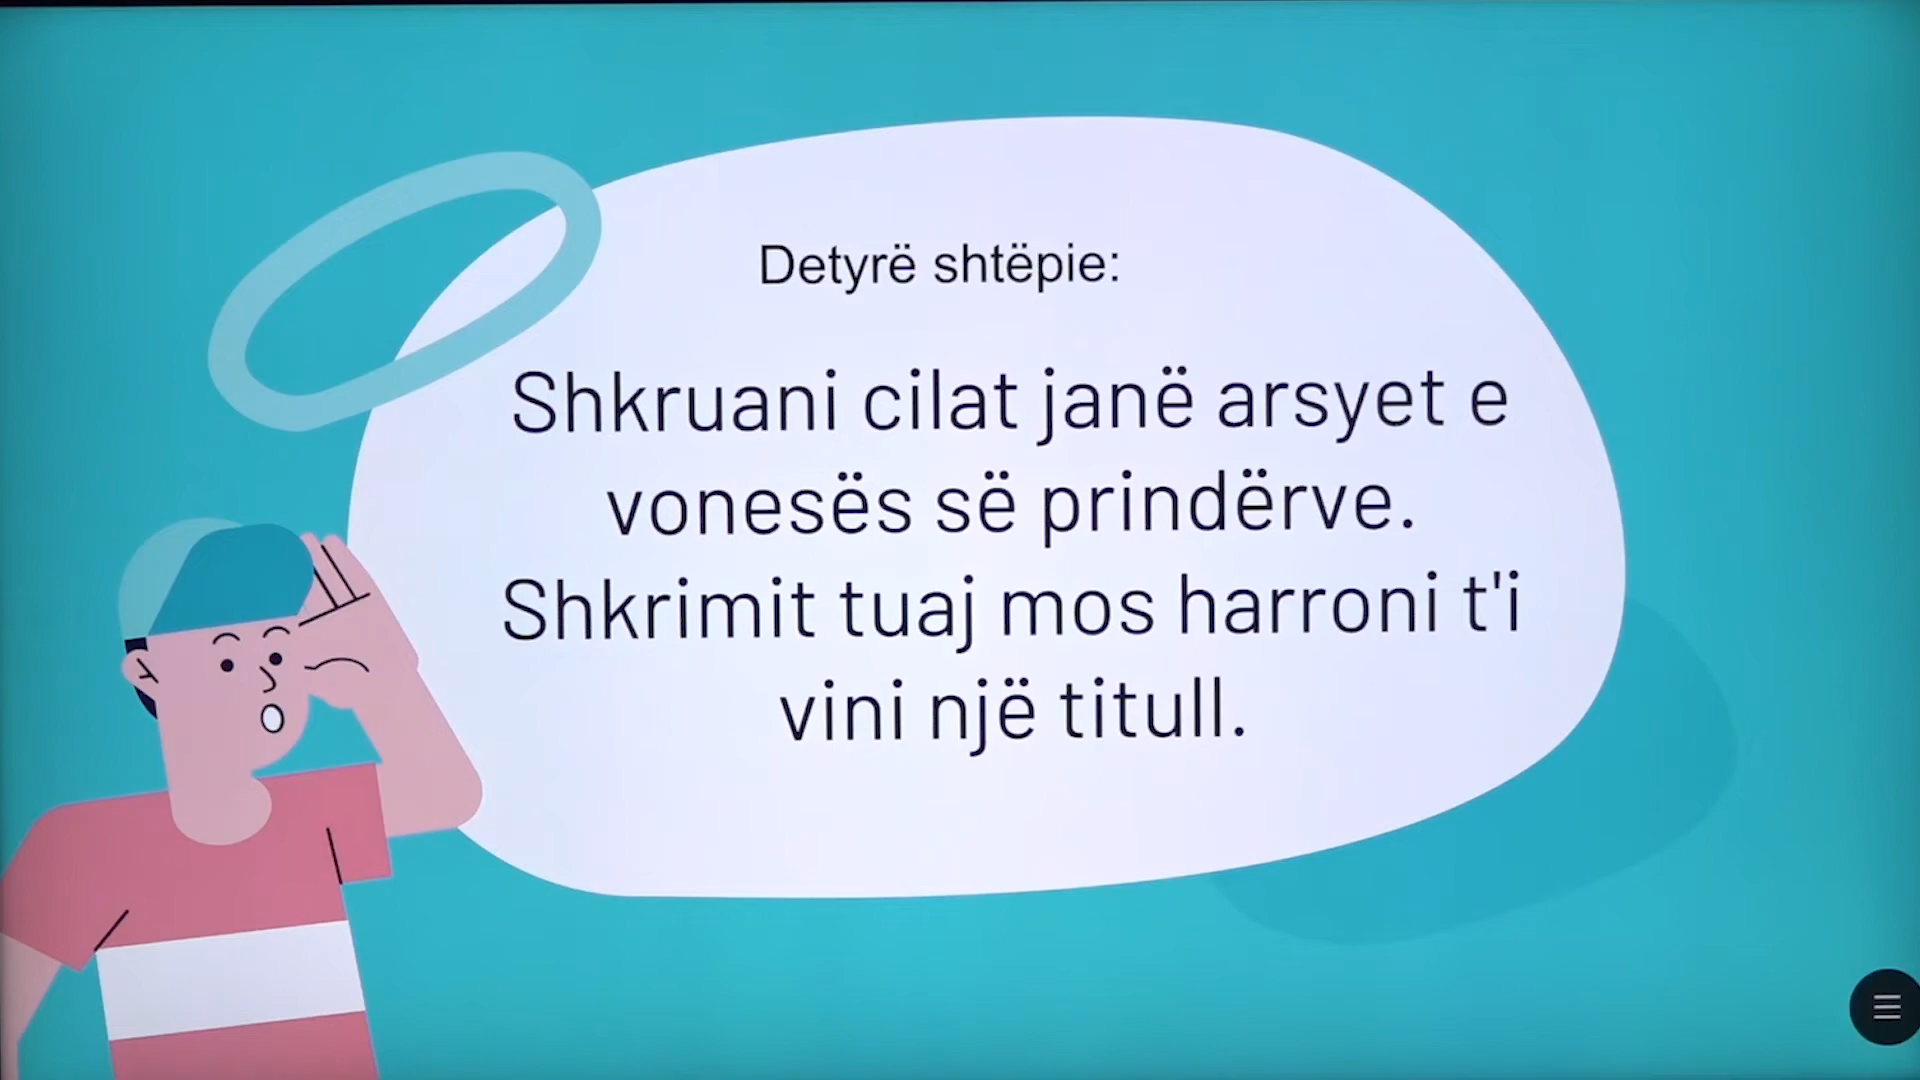 Detyrë shtëpie:
Shkruani cilat janë arsyet e
vonesës së prindërve.
Shkrimit tuaj mos harroni t'i
vini një titull.